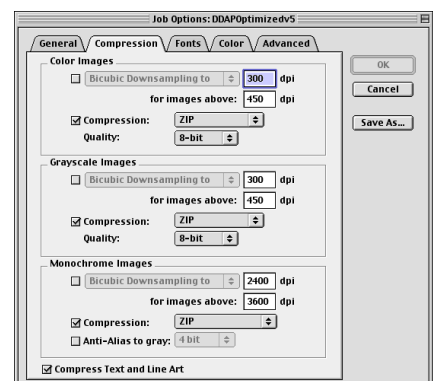 Job Options: DDAPOptimizedv5
General Compression Fonts Color Advanced
Color Images
Bicubic Downsampling to 300 dpi
for images above: 450 dpi
Compression: ZIP
Quality: 8-bit
Grayscale Images
Bicubic Downsampling to 300 dpi
for images above: 450 dpi
Compression: ZIP
Quality: 8-bit
Monochrome Images
Bicubic Downsampling to 2400 dpi
for images above: 3600 dpi
Compression: ZIP
Anti-Alias to gray: 4 bit
Compress Text and Line Art
OK
Cancel
Save As...